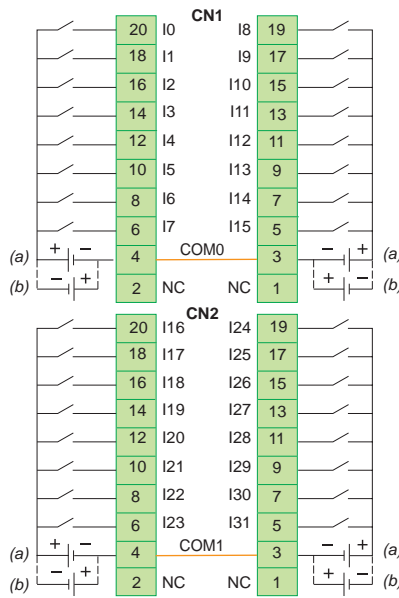 CN1
20 I0 I8 19
18 I1 I9 17
16 I2 I10 15
14 I3 I11 13
12 I4 I12 11
10 I5 I13 9
8 I6 I14 7
6 I7 I15 5
(a) + − 4 COM0 3 − + (a)
(b) − + 2 NC NC 1 + − (b)
CN2
20 I16 I24 19
18 I17 I25 17
16 I18 I26 15
14 I19 I27 13
12 I20 I28 11
10 I21 I29 9
8 I22 I30 7
6 I23 I31 5
(a) + − 4 COM1 3 − + (a)
(b) − + 2 NC NC 1 + − (b)